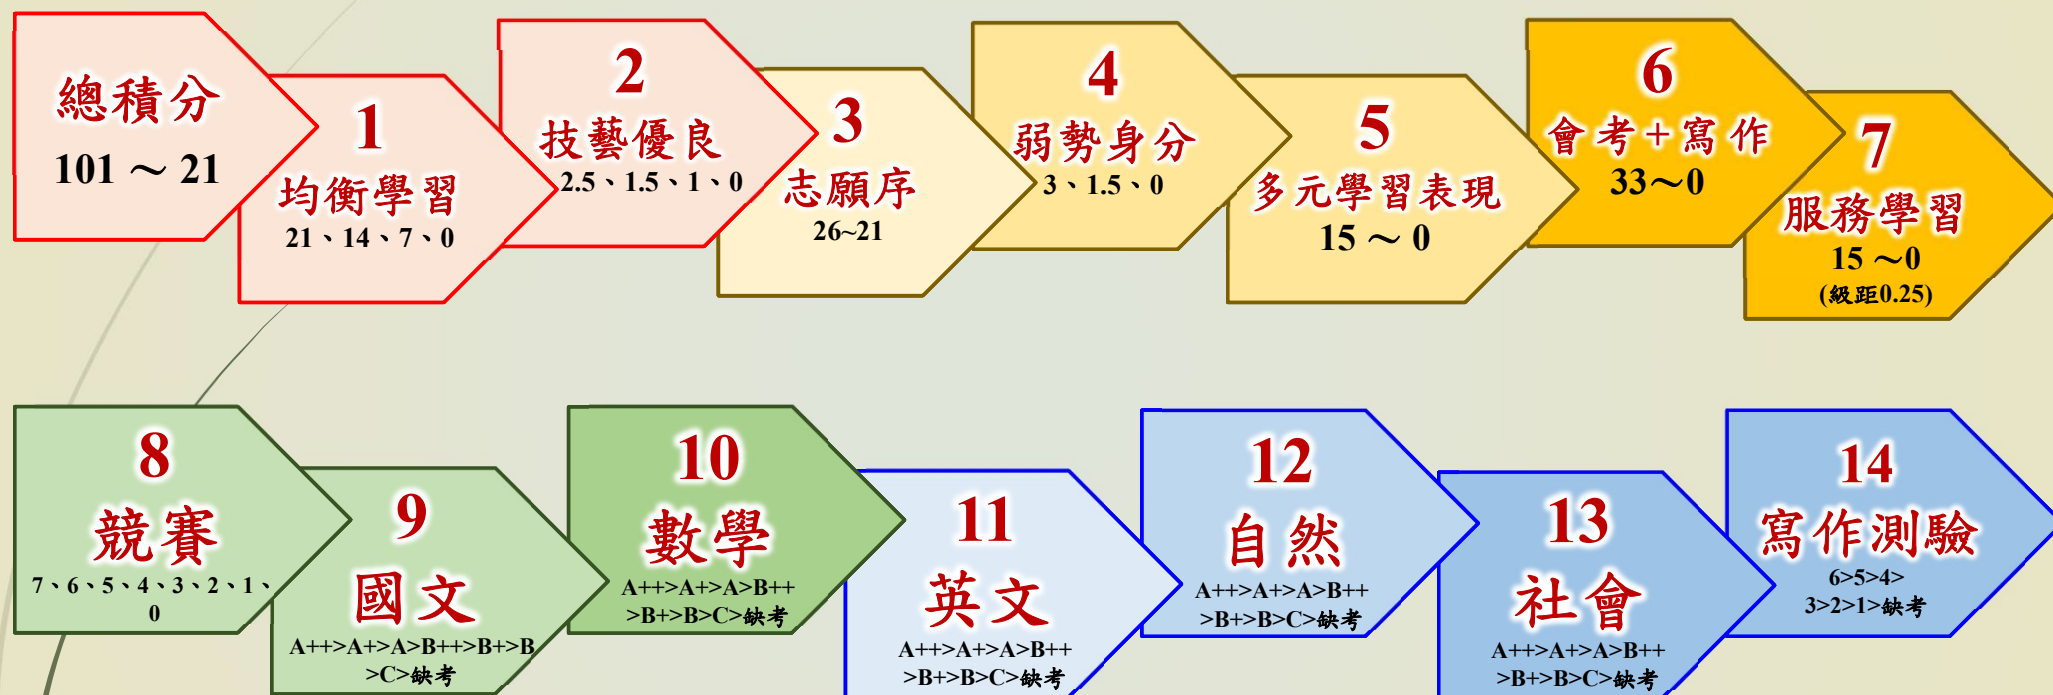 總積分
101 ～ 21
1
均衡學習
21、14、7、0
2
技藝優良
2.5、1.5、1、0
3
志願序
26~21
4
弱勢身分
3、1.5、0
5
多元學習表現
15 ～ 0
6
會考+寫作
33～0
7
服務學習
15 ～0
(級距0.25)
8
競賽
7、6、5、4、3、2、1、
0
9
國文
A++>A+>A>B++>B+>B
>C>缺考
10
數學
A++>A+>A>B++
>B+>B>C>缺考
11
英文
A++>A+>A>B++
>B+>B>C>缺考
12
自然
A++>A+>A>B++
>B+>B>C>缺考
13
社會
A++>A+>A>B++
>B+>B>C>缺考
14
寫作測驗
6>5>4>
3>2>1>缺考